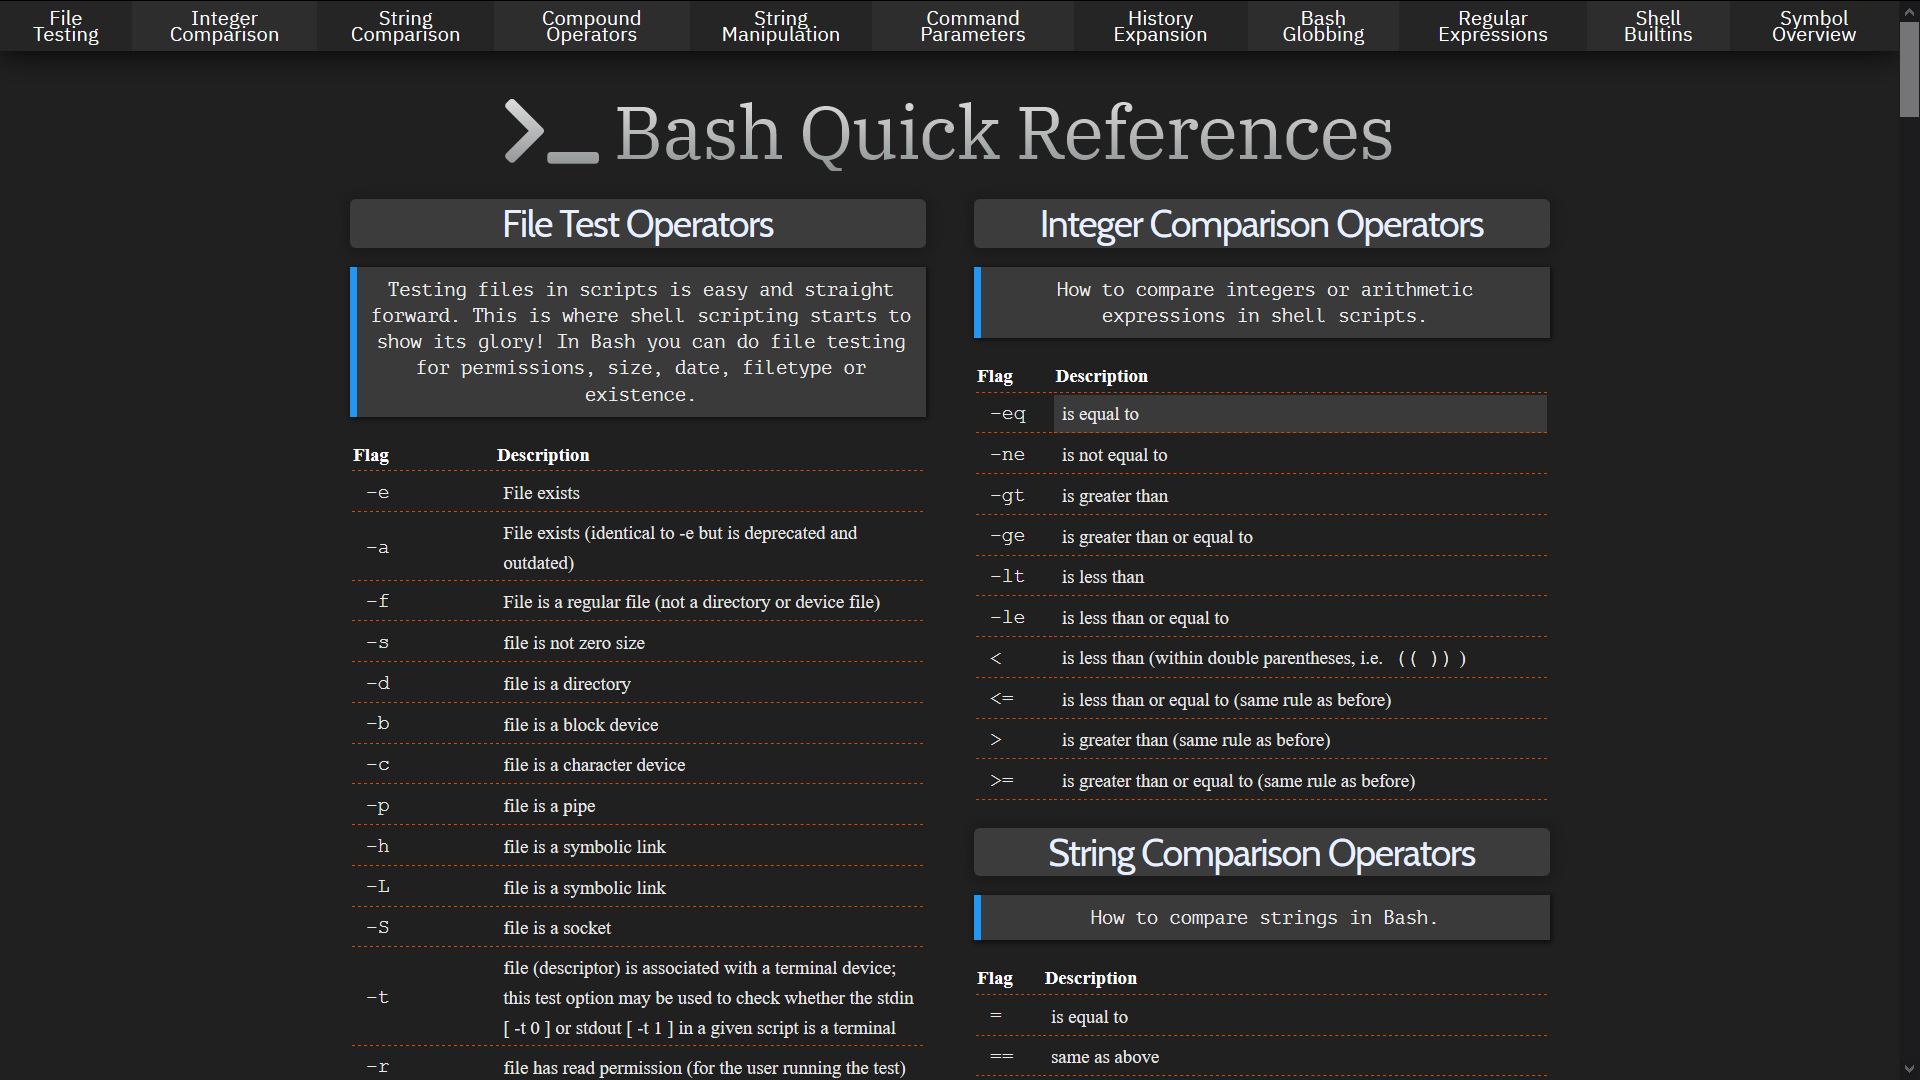 File Testing
Integer Comparison
String Comparison
Compound Operators
String Manipulation
Command Parameters
History Expansion
Bash Globbing
Regular Expressions
Shell Builtins
Symbol Overview
>_ Bash Quick References
File Test Operators
Testing files in scripts is easy and straight
forward. This is where shell scripting starts to
show its glory! In Bash you can do file testing
for permissions, size, date, filetype or
existence.
Flag Description
-e File exists
-a File exists (identical to -e but is deprecated and
outdated)
-f File is a regular file (not a directory or device file)
-s file is not zero size
-d file is a directory
-b file is a block device
-c file is a character device
-p file is a pipe
-h file is a symbolic link
-L file is a symbolic link
-S file is a socket
-t file (descriptor) is associated with a terminal device;
this test option may be used to check whether the stdin
[ -t 0 ] or stdout [ -t 1 ] in a given script is a terminal
-r file has read permission (for the user running the test)
Integer Comparison Operators
How to compare integers or arithmetic
expressions in shell scripts.
Flag Description
-eq is equal to
-ne is not equal to
-gt is greater than
-ge is greater than or equal to
-lt is less than
-le is less than or equal to
< is less than (within double parentheses, i.e. (( )) )
<= is less than or equal to (same rule as before)
> is greater than (same rule as before)
>= is greater than or equal to (same rule as before)
String Comparison Operators
How to compare strings in Bash.
Flag Description
= is equal to
== same as above